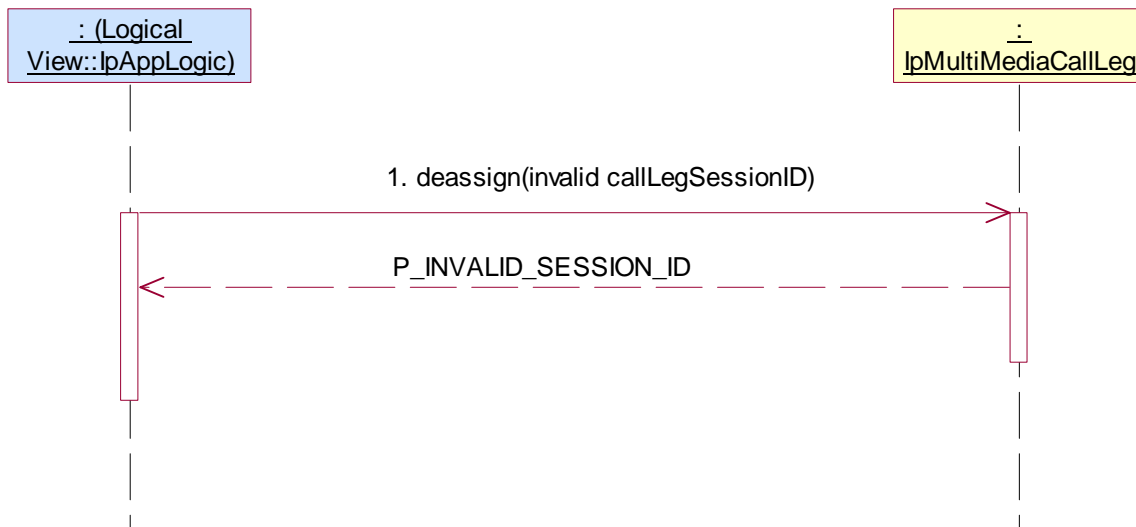 : (Logical
View::IpAppLogic)
:
IpMultiMediaCallLeg
1. deassign(invalid callLegSessionID)
P_INVALID_SESSION_ID